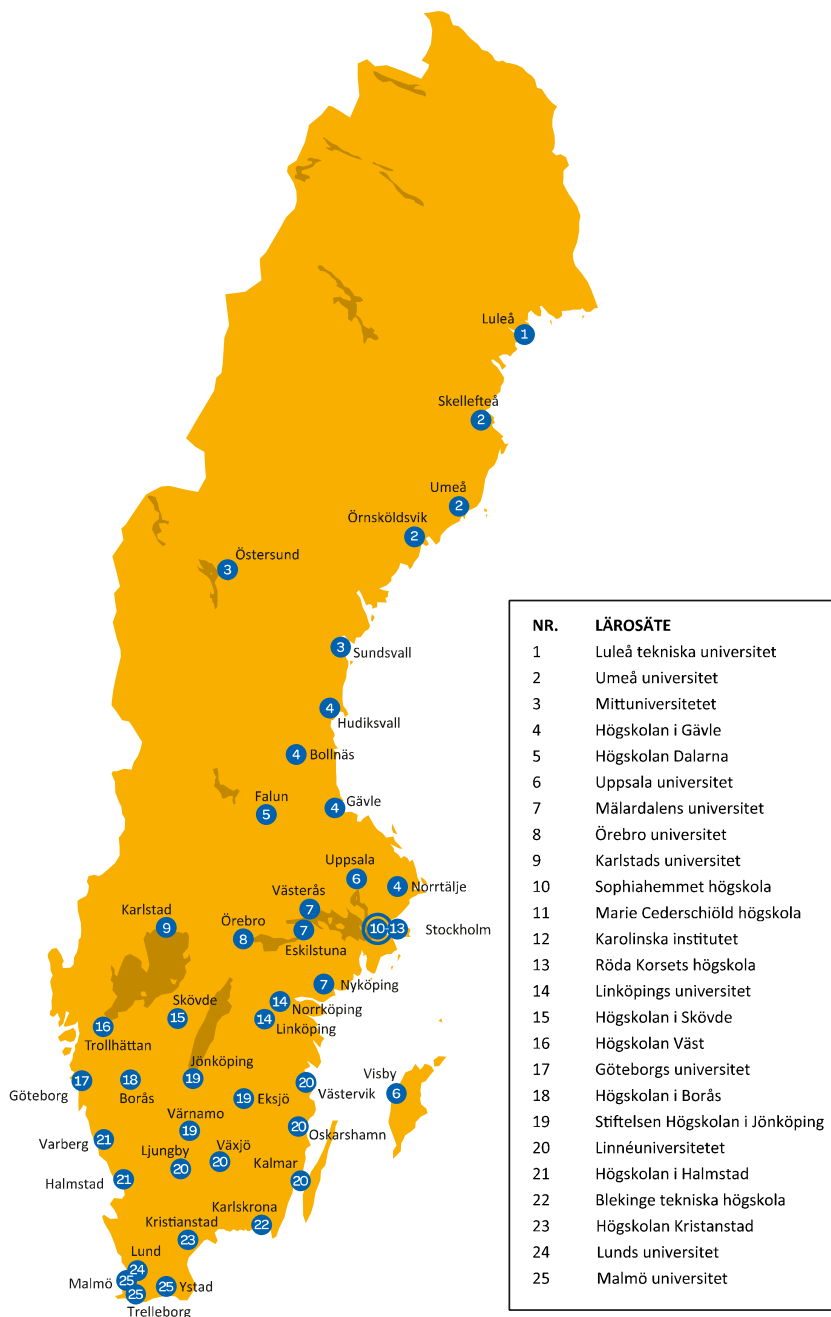 Luleå
1
Skellefteå
2
Umeå
2
Örnsköldsvik
2
Östersund
3
3
Sundsvall
4
Hudiksvall
4 Bollnäs
Falun
5
Gävle
4
Uppsala
6
4 Norrtälje
Västerås
7
Karlstad
9
Örebro
8
7
Eskilstuna
10-13 Stockholm
7 Nyköping
14
Norrköping
14
Linköping
Skövde
15
16
Trollhättan
Jönköping
19
17
Göteborg
18
Borås
19 Eksjö
20
Västervik
Visby
6
Värnamo
19
20
Oskarshamn
21
Varberg
Ljungby
20
Växjö
20
Kalmar
20
21
Halmstad
Karlskrona
22
Kristianstad
23
Lund
24
Malmö 25
25 Ystad
25
Trelleborg
NR. LÄROSÄTE
1 Luleå tekniska universitet
2 Umeå universitet
3 Mittuniversitetet
4 Högskolan i Gävle
5 Högskolan Dalarna
6 Uppsala universitet
7 Mälardalens universitet
8 Örebro universitet
9 Karlstads universitet
10 Sophiahemmet högskola
11 Marie Cederschiöld högskola
12 Karolinska institutet
13 Röda Korsets högskola
14 Linköpings universitet
15 Högskolan i Skövde
16 Högskolan Väst
17 Göteborgs universitet
18 Högskolan i Borås
19 Stiftelsen Högskolan i Jönköping
20 Linnéuniversitetet
21 Högskolan i Halmstad
22 Blekinge tekniska högskola
23 Högskolan Kristanstad
24 Lunds universitet
25 Malmö universitet